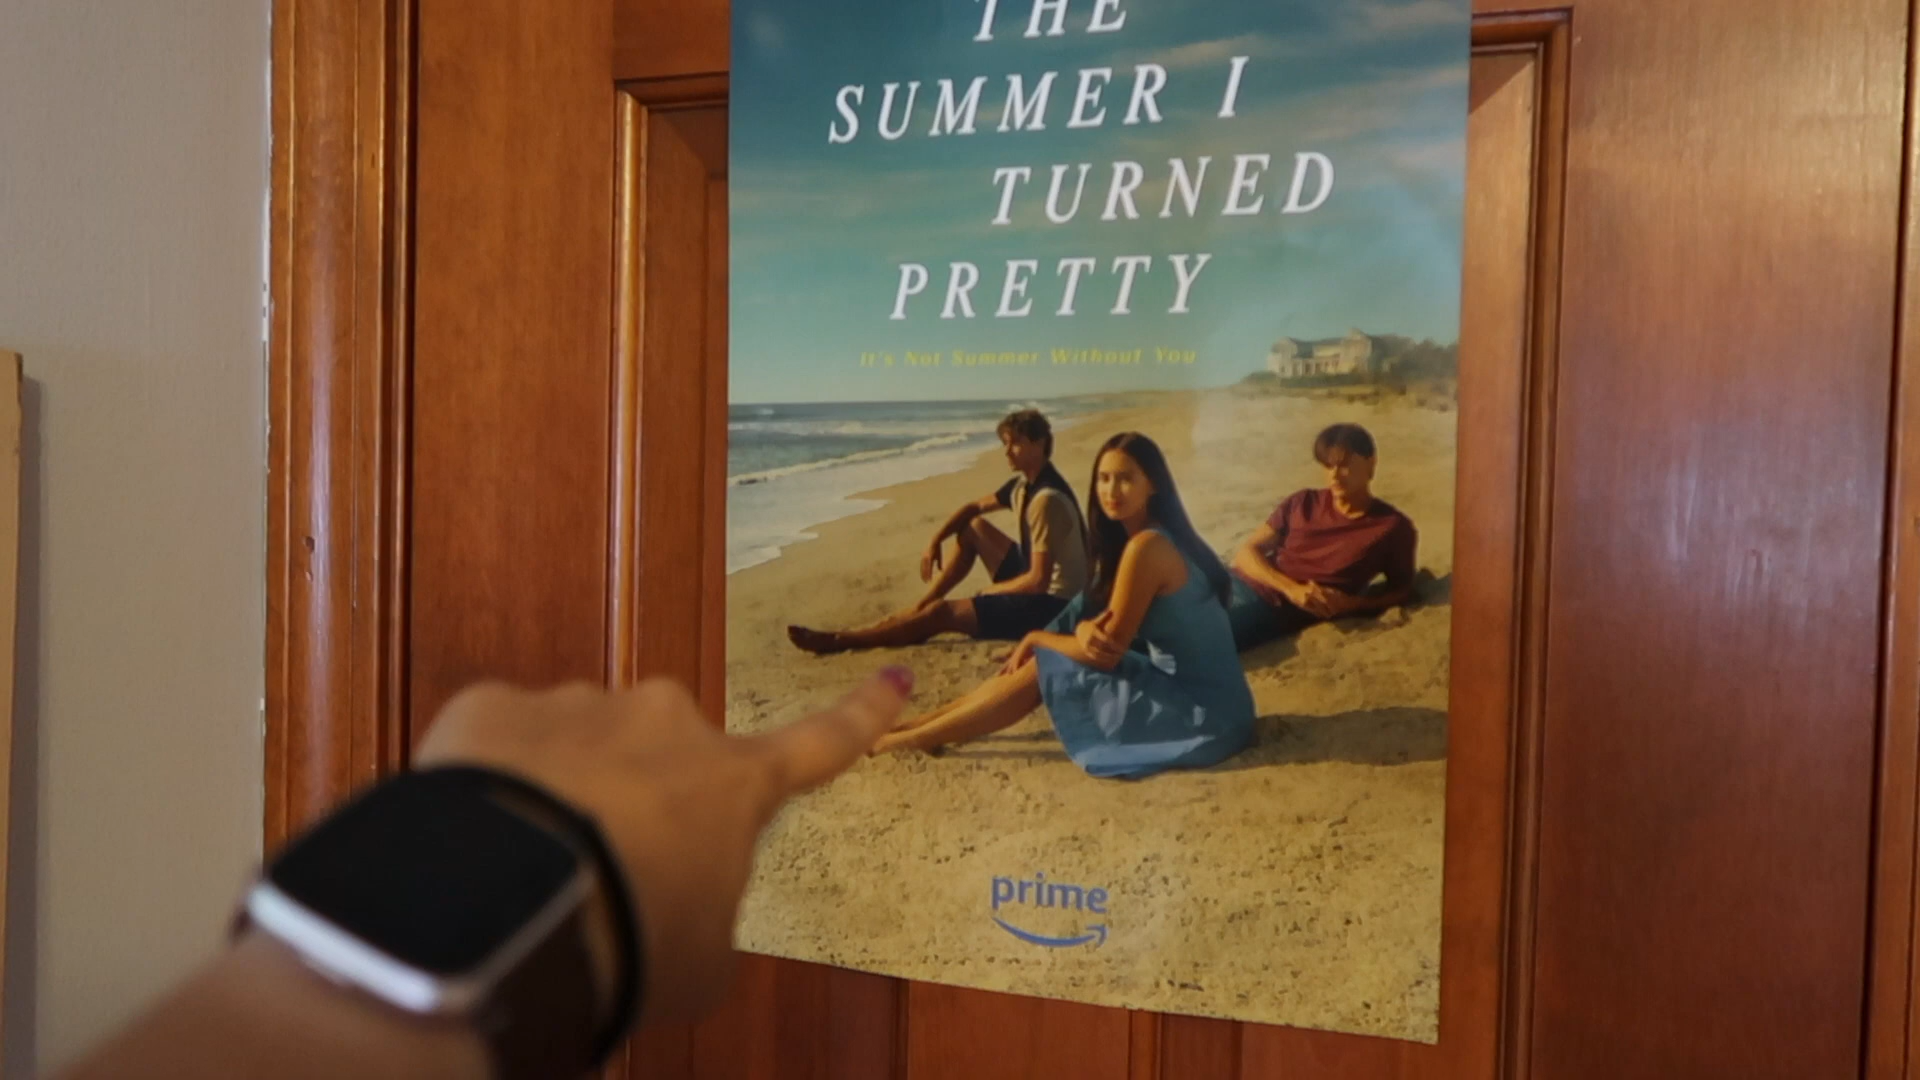 THE
SUMMER I
TURNED
PRETTY
It's Not Summer Without You
prime